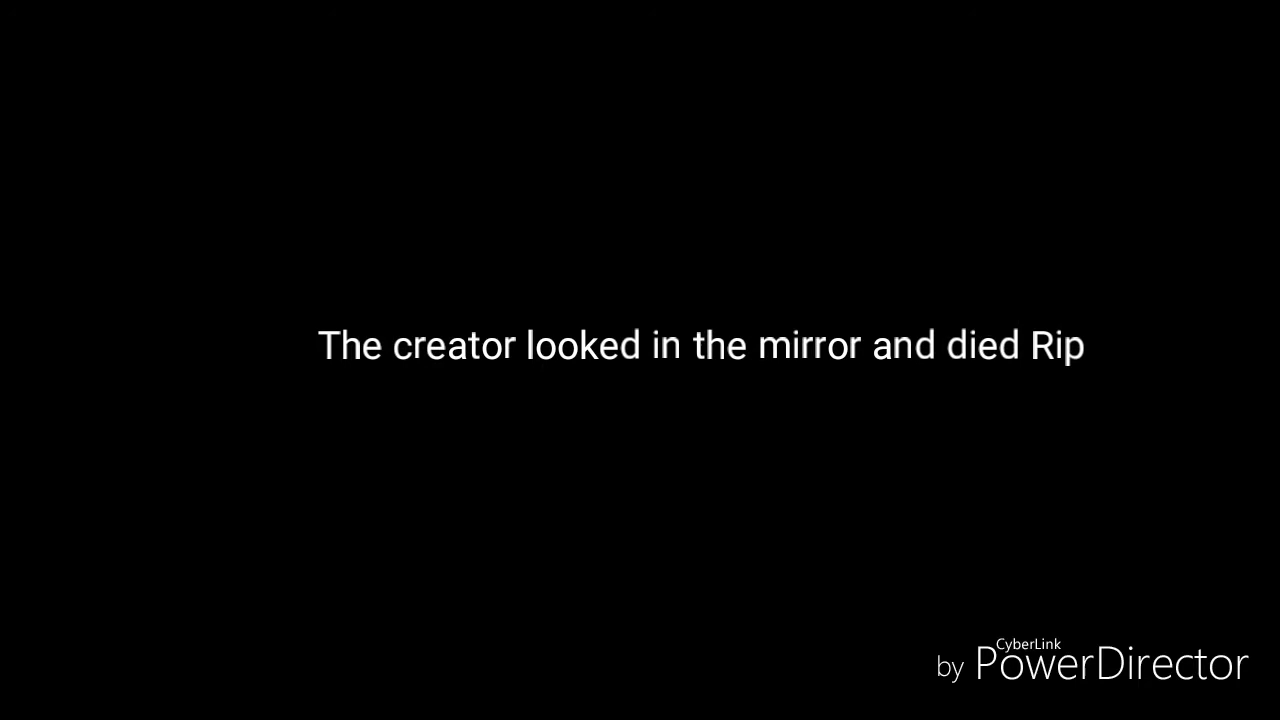 The creator looked in the mirror and died Rip
CyberLink
by PowerDirector